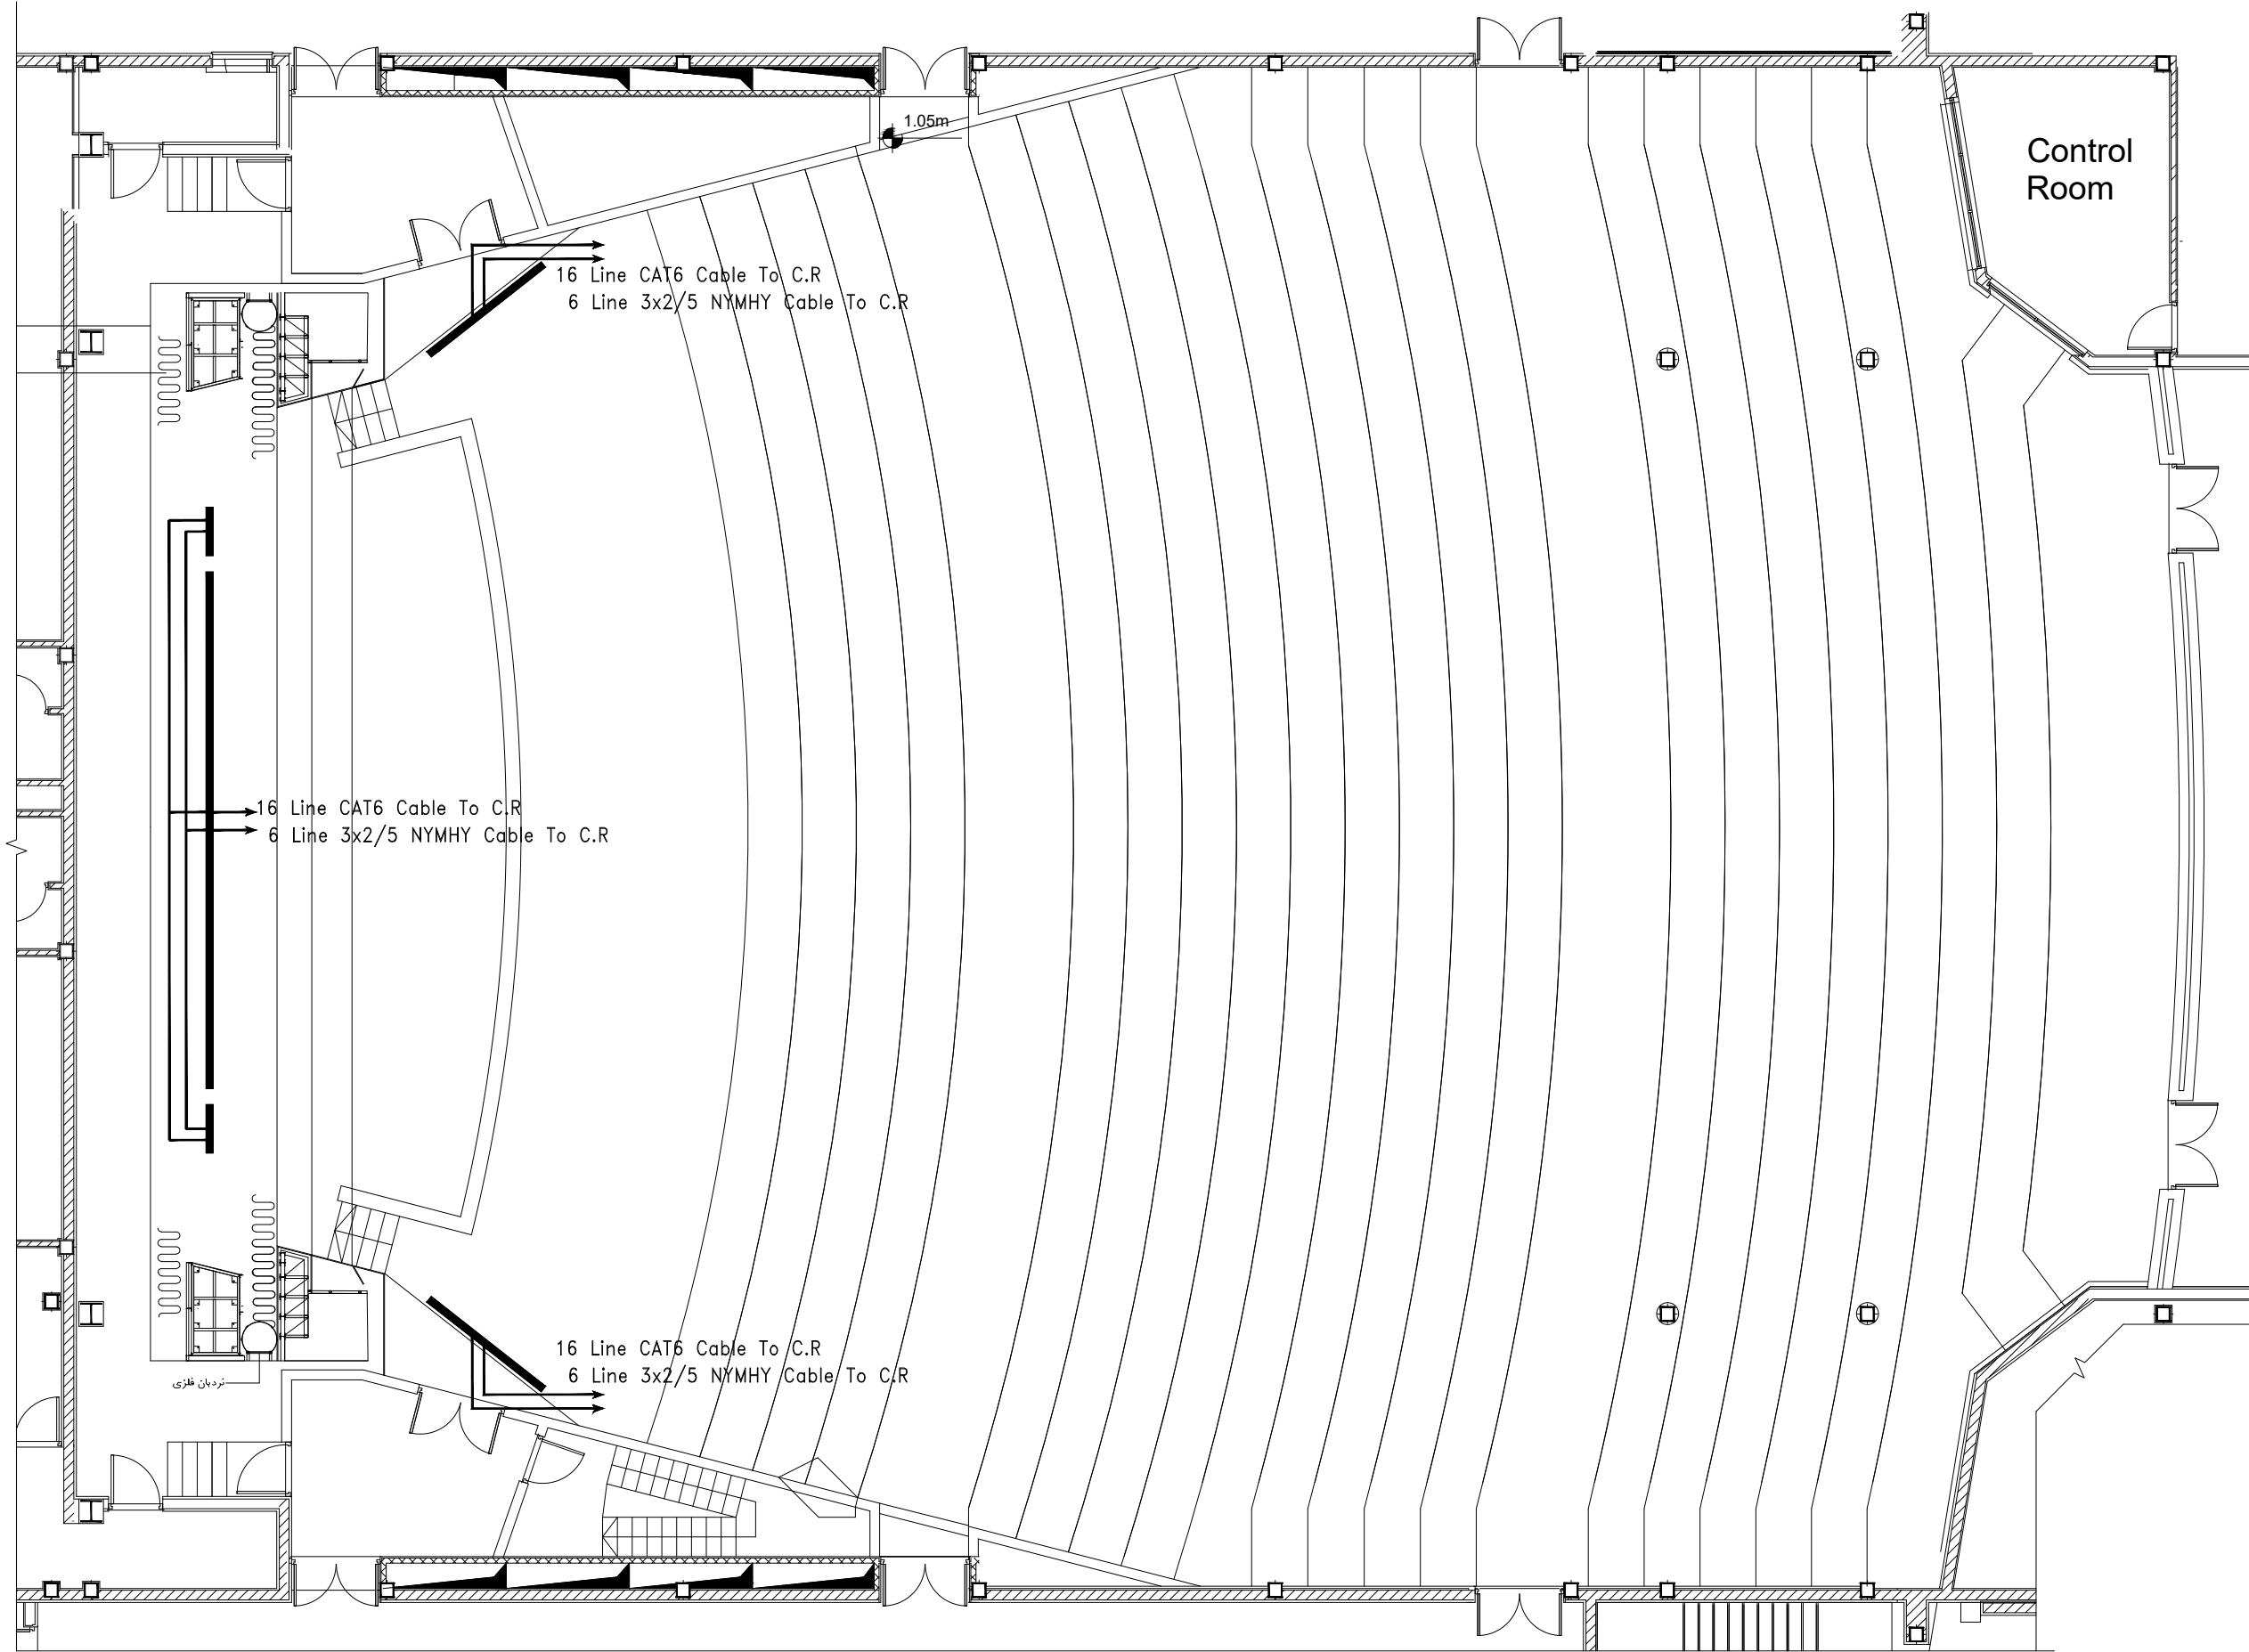 1.05m
Control
Room
16 Line CAT6 Cable To C.R
6 Line 3x2/5 NYMHY Cable To C.R
16 Line CAT6 Cable To C.R
6 Line 3x2/5 NYMHY Cable To C.R
16 Line CAT6 Cable To C.R
6 Line 3x2/5 NYMHY Cable To C.R
نردبان فلزی